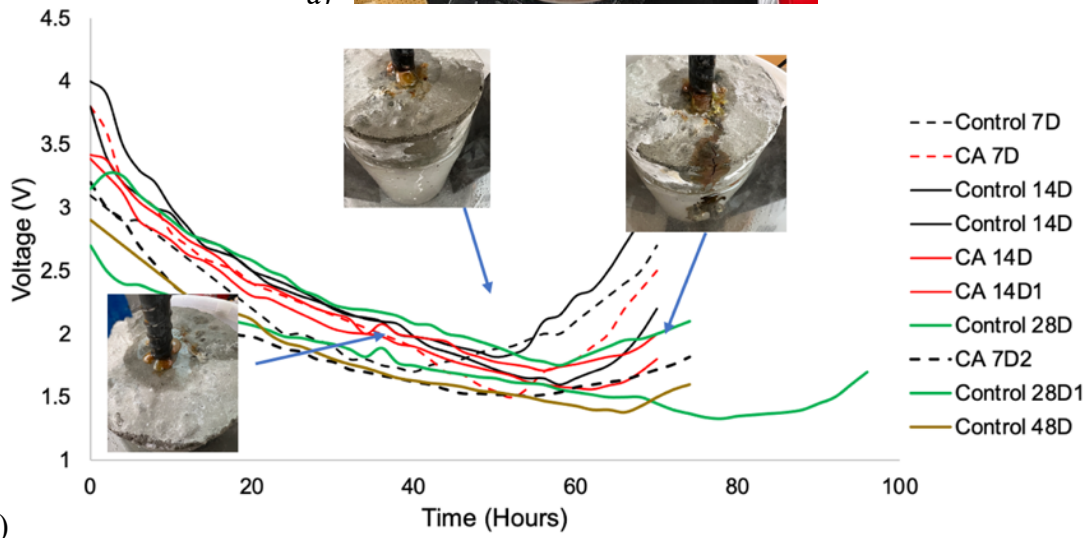 a)
4.5
4
3.5
3
2.5
2
1.5
1
Voltage (V)
0 20 40 60 80 100
Time (Hours)
Control 7D
CA 7D
Control 14D
Control 14D
CA 14D
CA 14D1
Control 28D
CA 7D2
Control 28D1
Control 48D
)